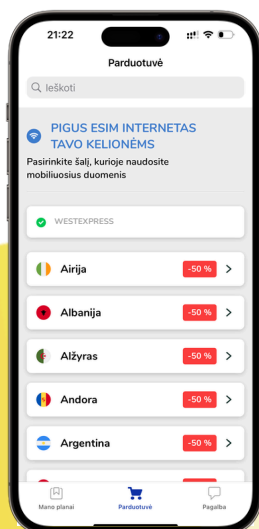 21:22
Parduotuvė
Ieškoti
PIGUS ESIM INTERNETAS
TAVO KELIONĖMS
Pasirinkite šalį, kurioje naudosite
mobiliuosius duomenis
WESTEXPRESS
Airija -50 %
Albanija -50 %
Alžyras -50 %
Andora -50 %
Argentina -50 %
Mano planai Parduotuvė Pagalba